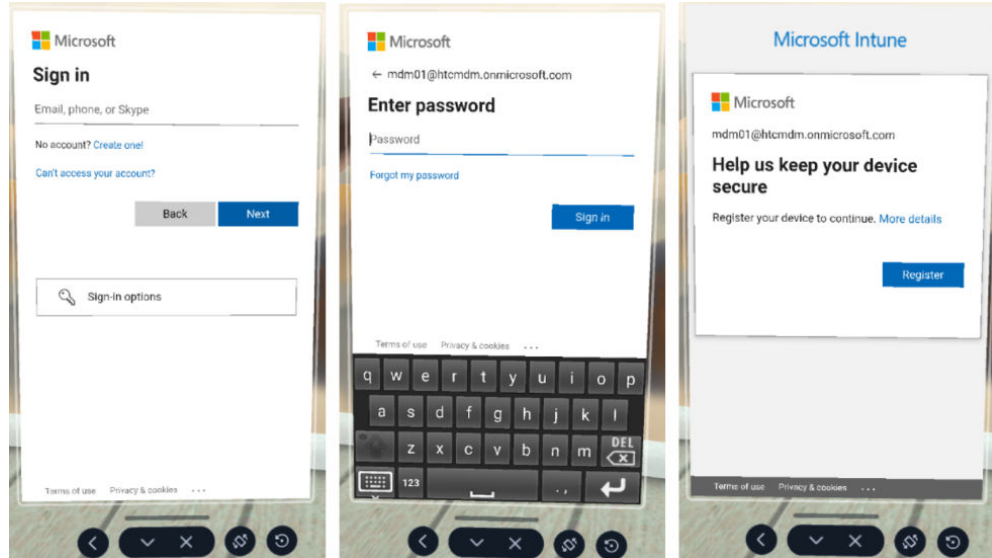 Microsoft
Sign in
Email, phone, or Skype
No account? Create one!
Can't access your account?
Back Next
Sign-in options
Terms of use Privacy & cookies ...
Microsoft
← mdm01@htcmdm.onmicrosoft.com
Enter password
Password
Forgot my password
Sign in
Terms of use Privacy & cookies ...
q w e r t y u i o p
a s d f g h j k l
z x c v b n m DEL
123 . ,
Microsoft Intune
Microsoft
mdm01@htcmdm.onmicrosoft.com
Help us keep your device
secure
Register your device to continue. More details
Register
Terms of use Privacy & cookies ...